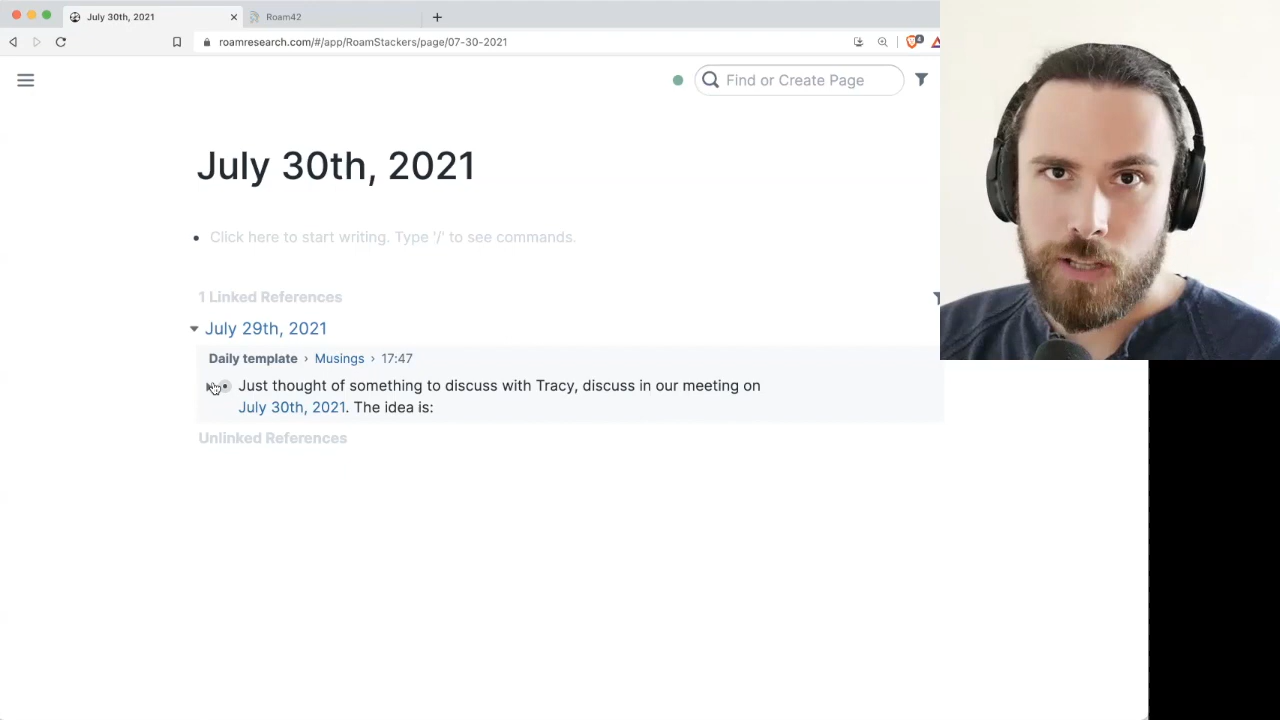 July 30th, 2021
Roam42
roamresearch.com/#/app/RoamStackers/page/07-30-2021
4
Find or Create Page
July 30th, 2021
Click here to start writing. Type '/' to see commands.
1 Linked References
July 29th, 2021
Daily template › Musings › 17:47
Just thought of something to discuss with Tracy, discuss in our meeting on
July 30th, 2021. The idea is:
Unlinked References